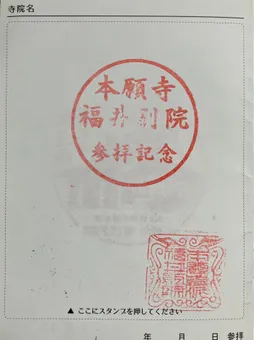 寺院名
本願寺
福井別院
参拝記念
▲ ここにスタンプを押してください
年 月 日 参拝